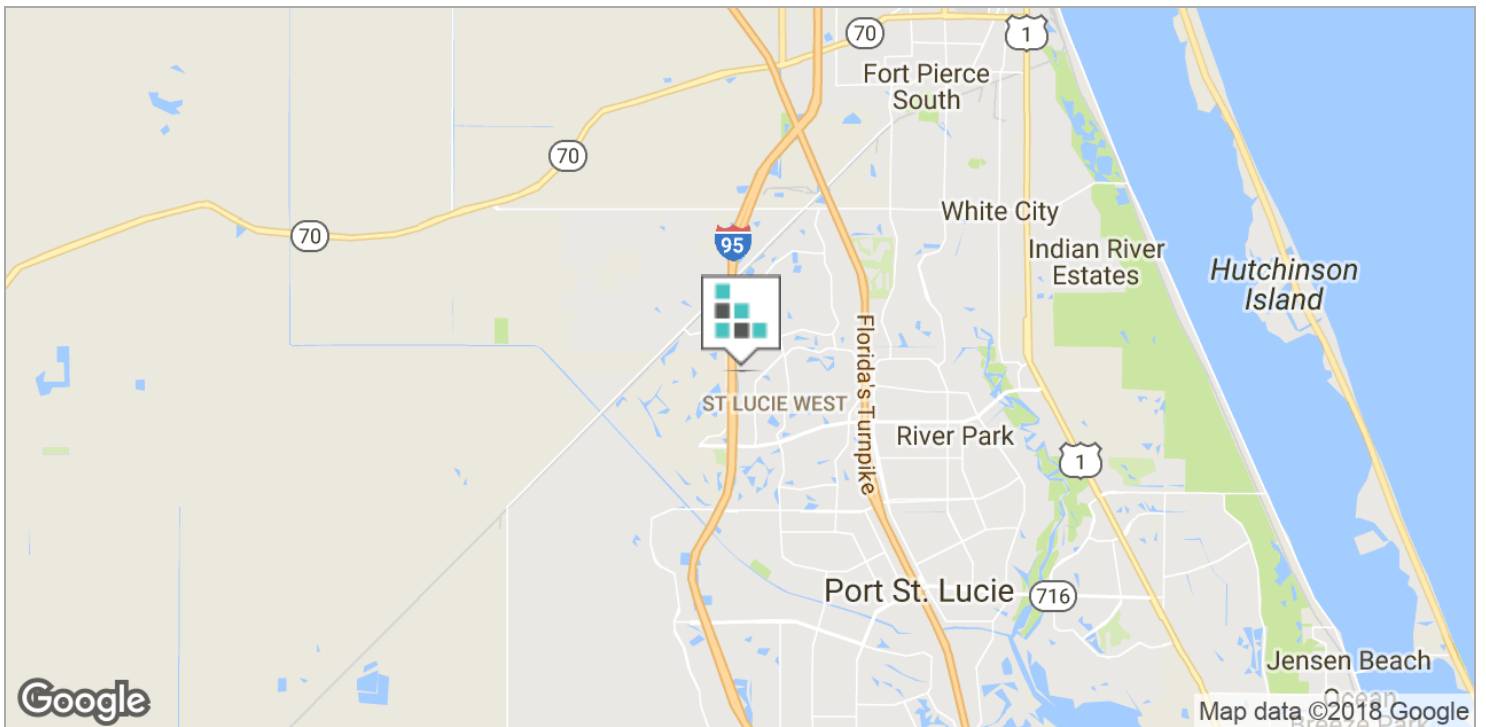 70
1
Fort Pierce
South
70
White City
70
95
Indian River
Estates
Hutchinson
Island
Florida's Turnpike
ST LUCIE WEST
River Park
1
Port St. Lucie
716
Jensen Beach
Ocean
Google
Map data ©2018 Google